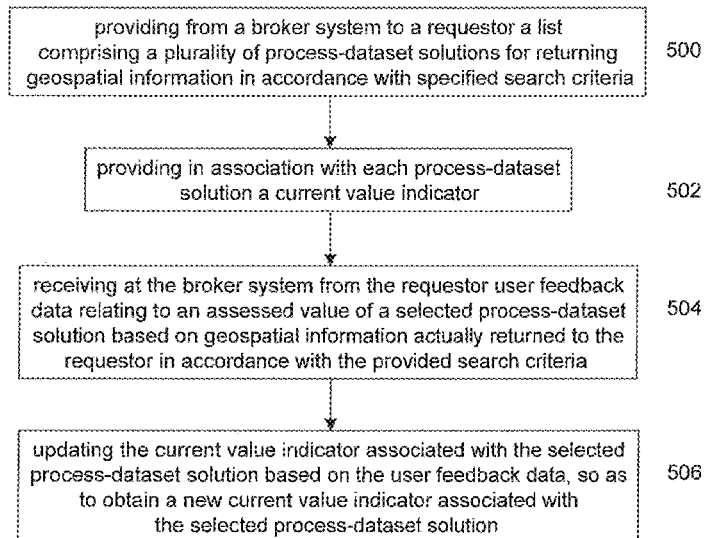 providing from a broker system to a requestor a list
comprising a plurality of process-dataset solutions for returning
geospatial information in accordance with specified search criteria
500
providing in association with each process-dataset
solution a current value indicator
502
receiving at the broker system from the requestor user feedback
data relating to an assessed value of a selected process-dataset
solution based on geospatial information actually returned to the
requestor in accordance with the provided search criteria
504
updating the current value indicator associated with the selected
process-dataset solution based on the user feedback data, so as
to obtain a new current value indicator associated with
the selected process-dataset solution
506